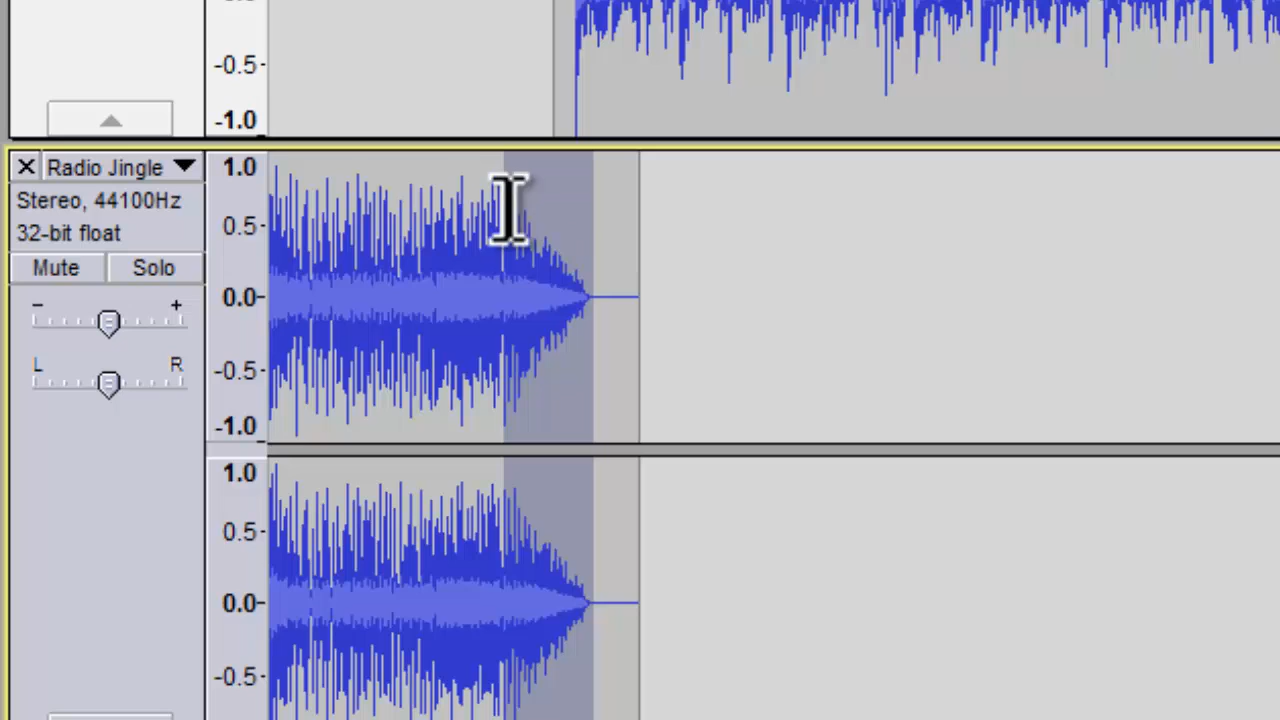 -0.5-
-1.0
X Radio Jingle
Stereo, 44100Hz
32-bit float
Mute Solo
- +
L R
1.0
0.5-
0.0-
-0.5-
-1.0
1.0
0.5-
0.0-
-0.5-